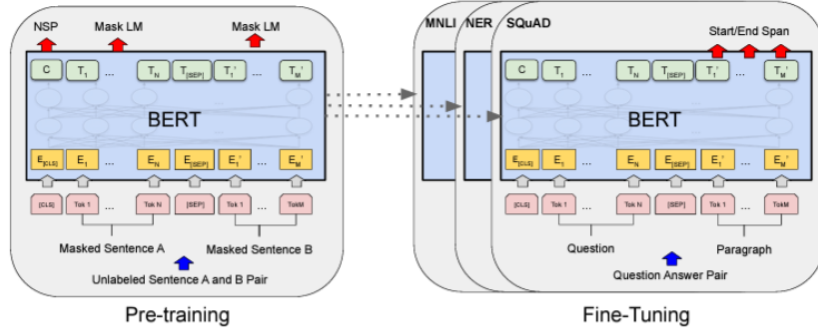 NSP Mask LM Mask LM
C T1 ... TN T[SEP] T1' ... TM'
BERT
E[CLS] E1 ... EN E[SEP] E1' ... EM'
[CLS] Tok 1 ... Tok N [SEP] Tok 1 ... TokM
Masked Sentence A Masked Sentence B
Unlabeled Sentence A and B Pair
Pre-training
MNLI NER SQuAD
Start/End Span
C T1 ... TN T[SEP] T1' ... TM'
BERT
E[CLS] E1 ... EN E[SEP] E1' ... EM'
[CLS] Tok 1 ... Tok N [SEP] Tok 1 ... TokM
Question Paragraph
Question Answer Pair
Fine-Tuning